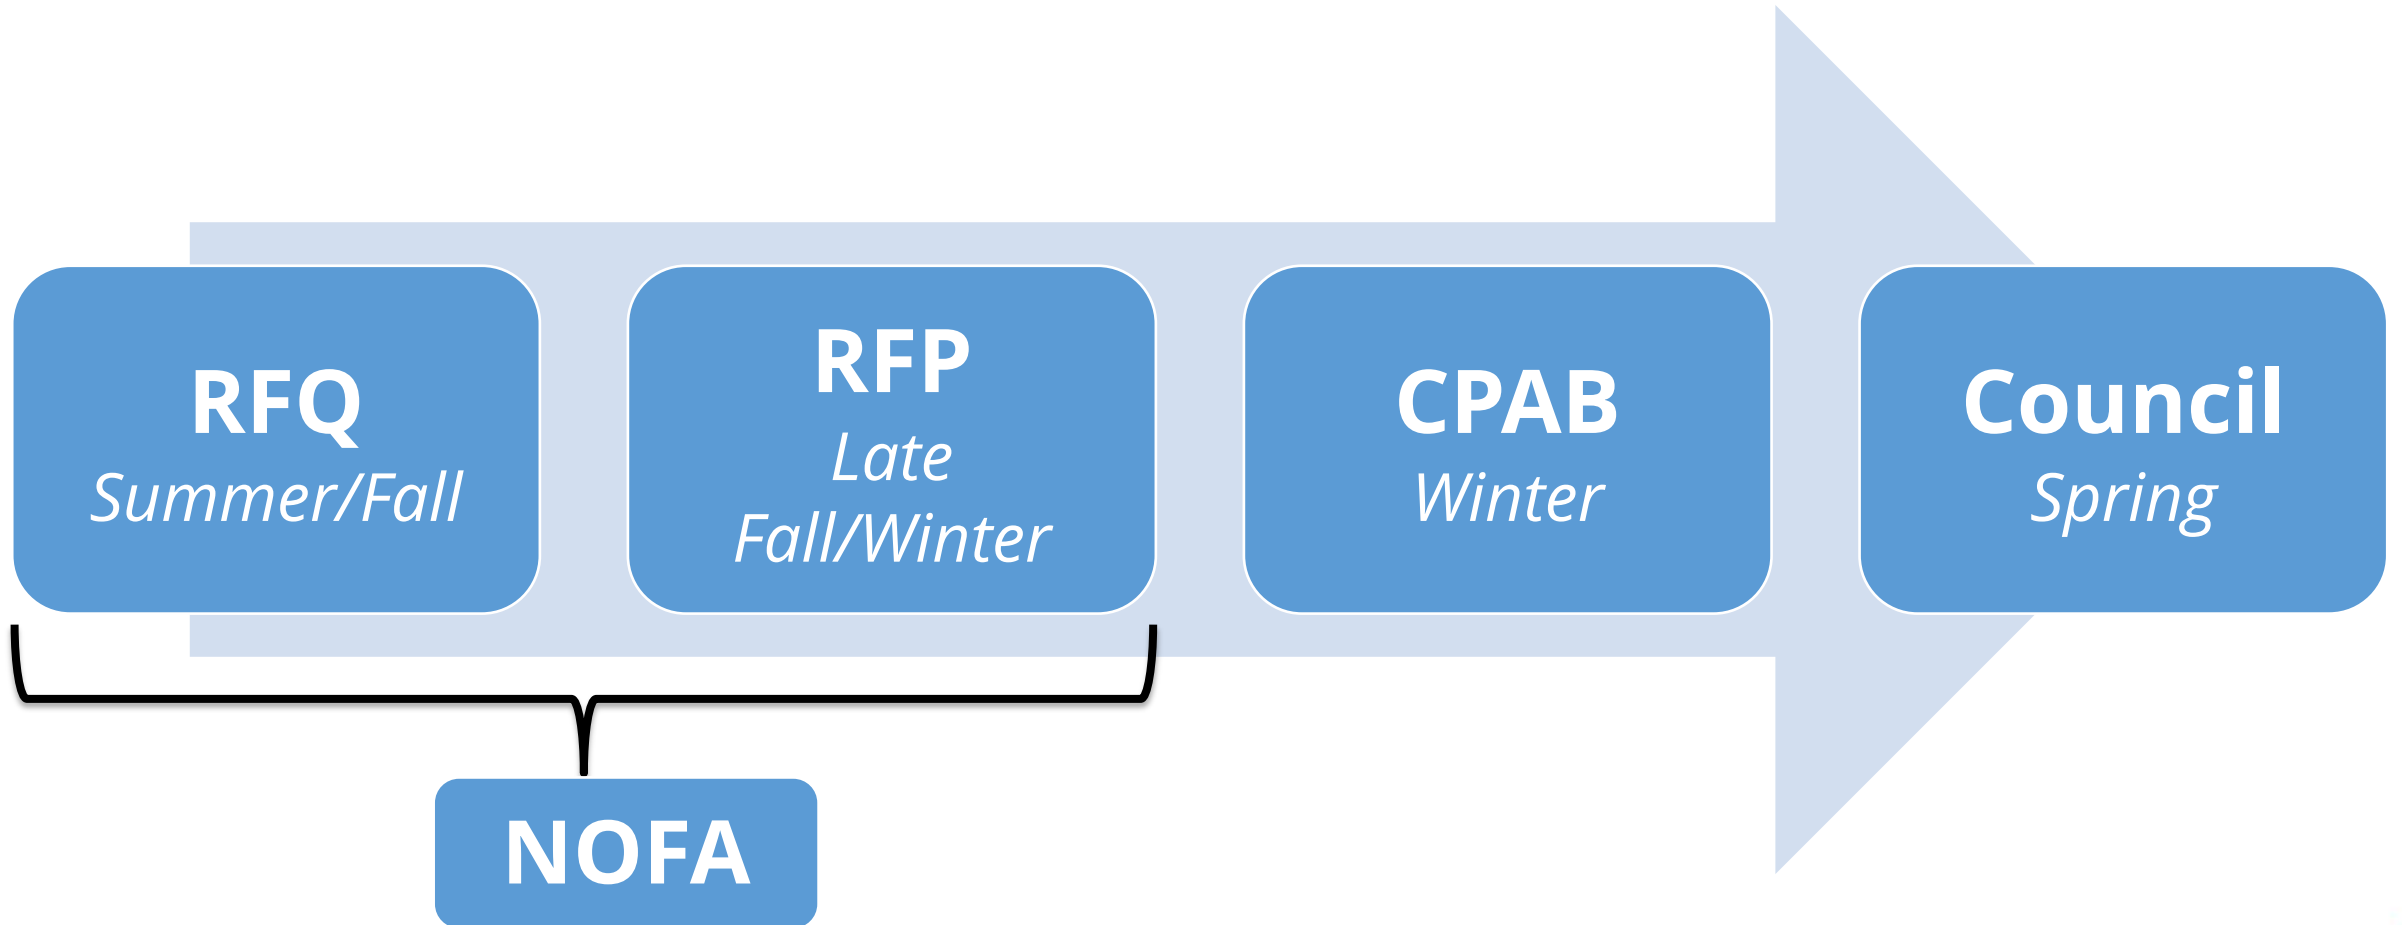 RFQ
Summer/Fall
RFP
Late
Fall/Winter
CPAB
Winter
Council
Spring
NOFA